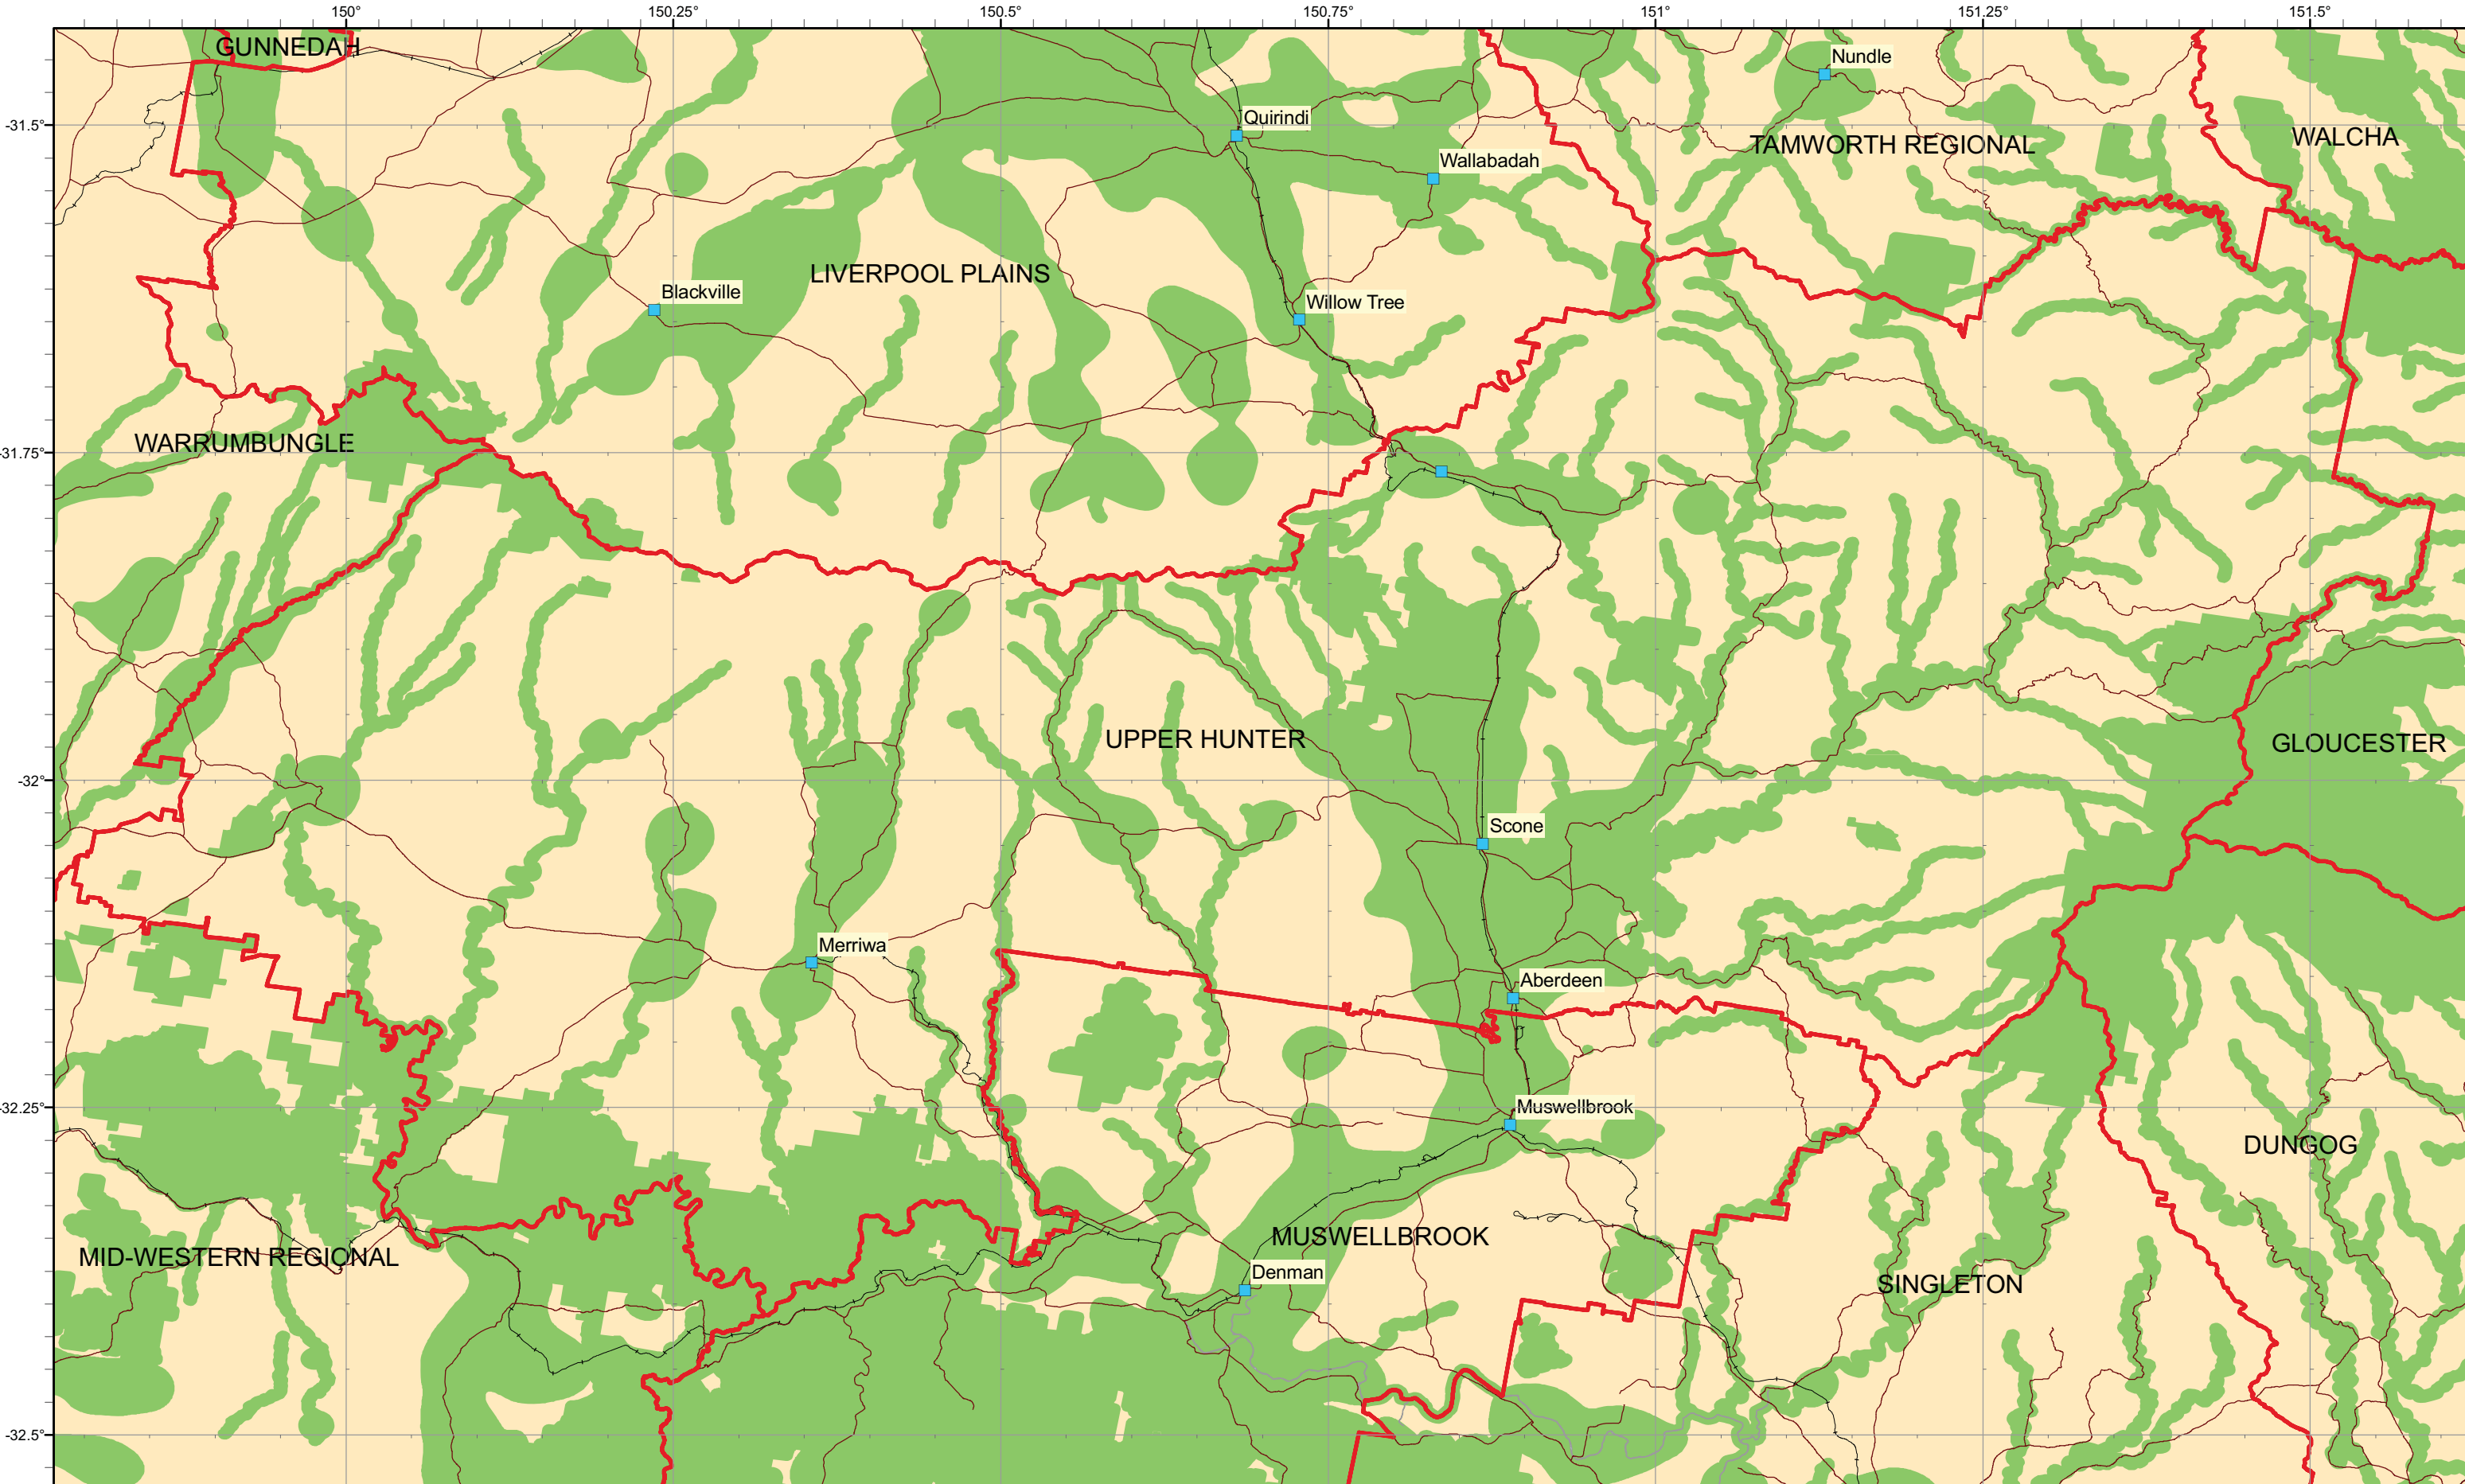 150° 150.25° 150.5° 150.75° 151° 151.25° 151.5°
GUNNEDAH
Nundle
Quirindi
-31.5°
TAMWORTH REGIONAL
WALCHA
Wallabadah
LIVERPOOL PLAINS
Blackville
Willow Tree
WARRUMBUNGLE
-31.75°
UPPER HUNTER
GLOUCESTER
-32°
Scone
Merriwa
Aberdeen
-32.25°
Muswellbrook
DUNGOG
MUSWELLBROOK
MID-WESTERN REGIONAL
Denman
SINGLETON
-32.5°